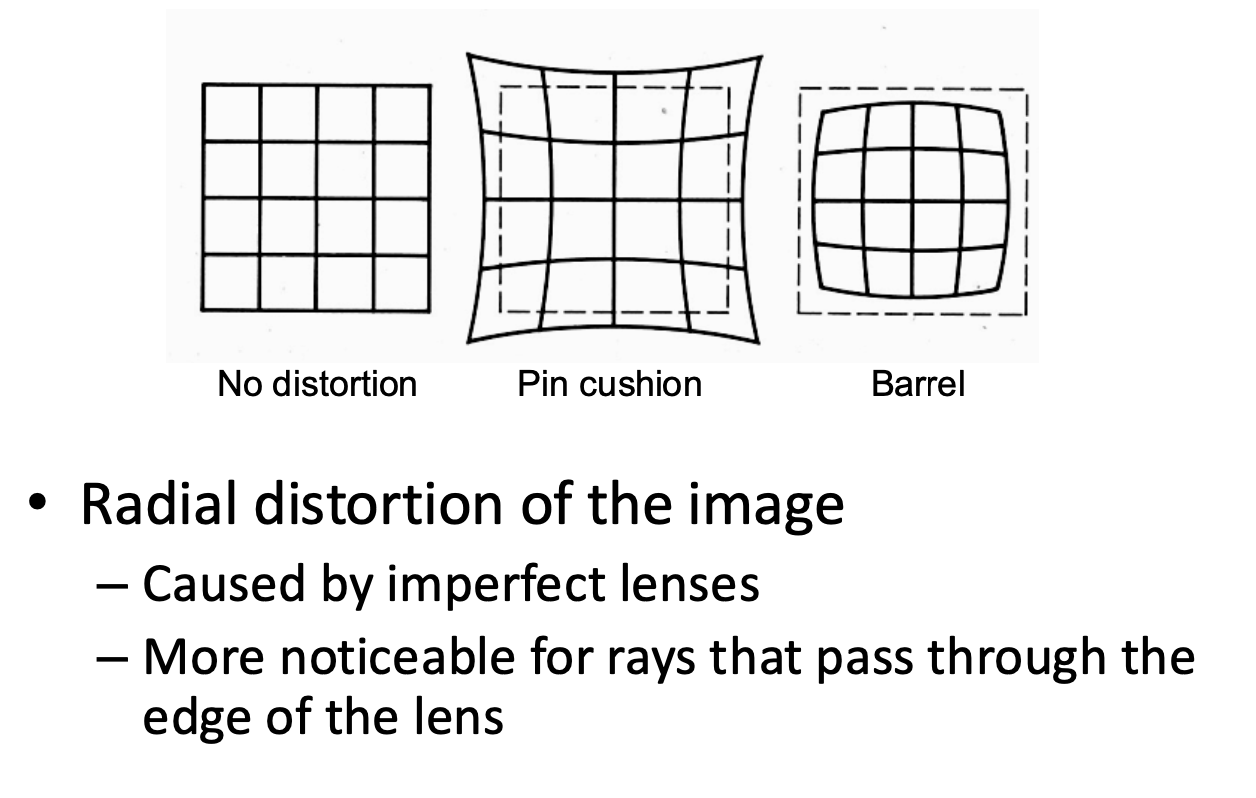 No distortion
Pin cushion
Barrel
• Radial distortion of the image
– Caused by imperfect lenses
– More noticeable for rays that pass through the
edge of the lens